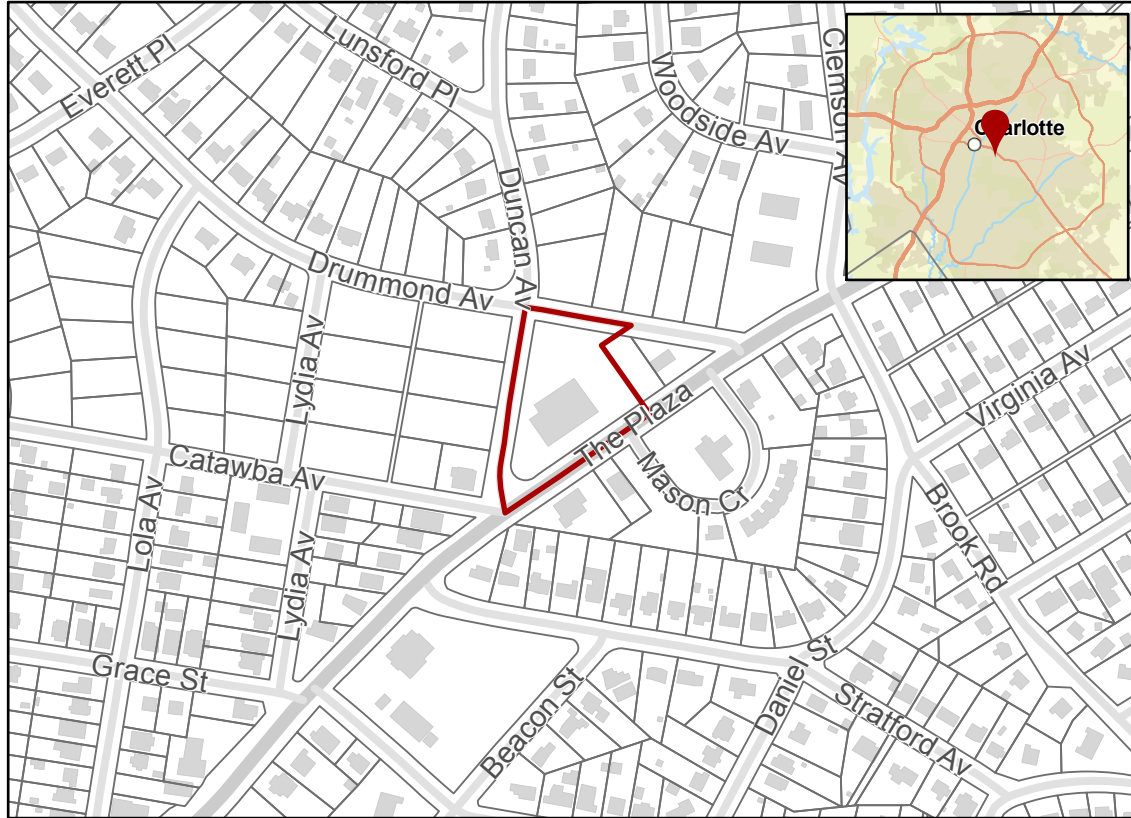 Everett Pl
Lunsford Pl
Woodside Av
Clemson Av
Charlotte
Duncan Av
Drummond Av
Lydia Av
The Plaza
Virginia Av
Catawba Av
Mason Cr
Lola Av
Brook Rd
Lydia Av
Grace St
Beacon St
Daniel St
Stratford Av